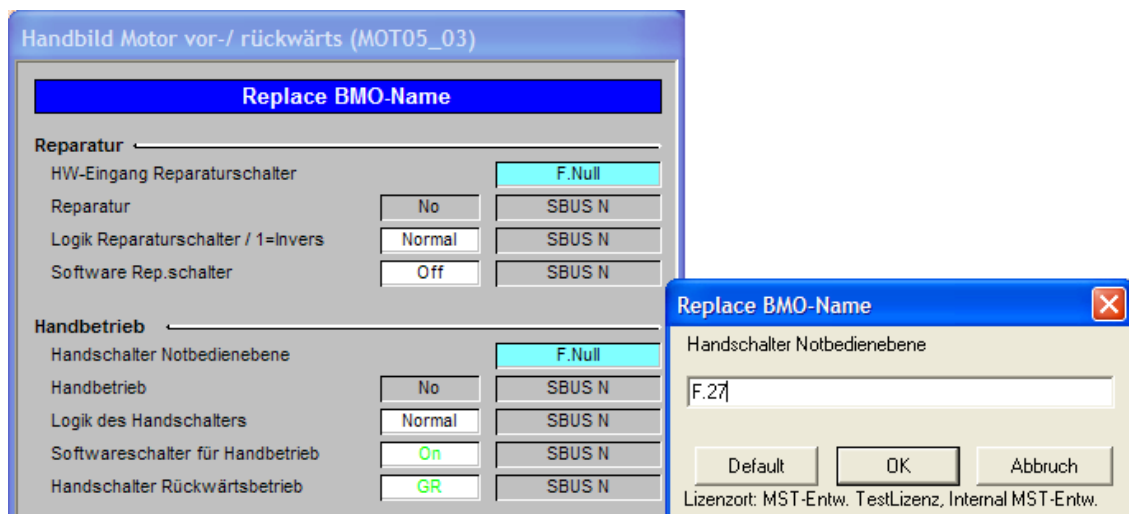 Handbild Motor vor-/ rückwärts (MOT05_03)
Replace BMO-Name
Reparatur
HW-Eingang Reparaturschalter F.Null
Reparatur No SBUS N
Logik Reparaturschalter / 1=Invers Normal SBUS N
Software Rep.schalter Off SBUS N
Handbetrieb
Handschalter Notbedienebene F.Null
Handbetrieb No SBUS N
Logik des Handschalters Normal SBUS N
Softwareschalter für Handbetrieb On SBUS N
Handschalter Rückwärtsbetrieb GR SBUS N
Replace BMO-Name
Handschalter Notbedienebene
F.27
Default OK Abbruch
Lizenzort: MST-Entw. TestLizenz, Internal MST-Entw.